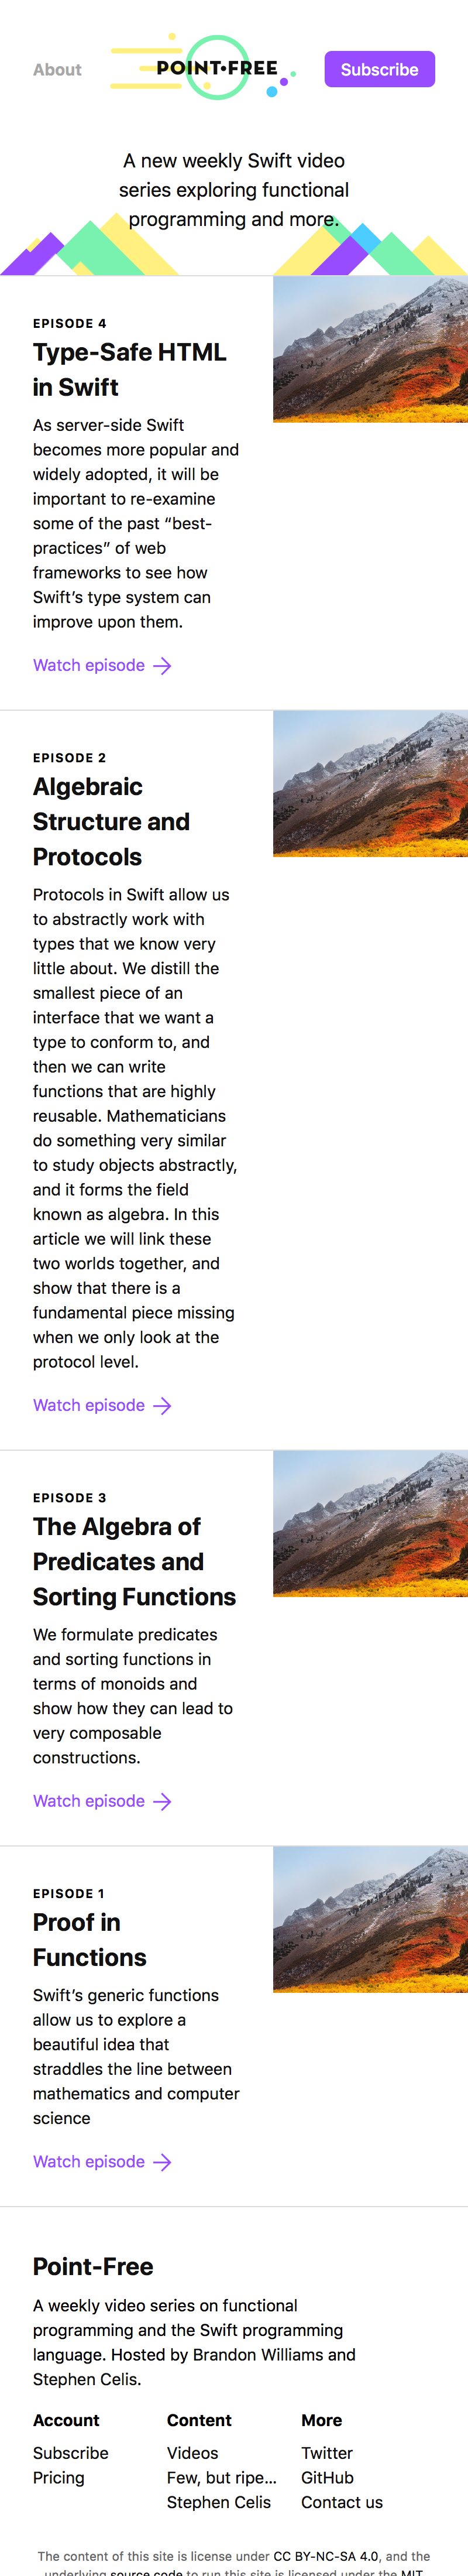 About
POINT•FREE
Subscribe
A new weekly Swift video
series exploring functional
programming and more.
EPISODE 4
Type-Safe HTML
in Swift
As server-side Swift
becomes more popular and
widely adopted, it will be
important to re-examine
some of the past “best-
practices” of web
frameworks to see how
Swift’s type system can
improve upon them.
Watch episode
EPISODE 2
Algebraic
Structure and
Protocols
Protocols in Swift allow us
to abstractly work with
types that we know very
little about. We distill the
smallest piece of an
interface that we want a
type to conform to, and
then we can write
functions that are highly
reusable. Mathematicians
do something very similar
to study objects abstractly,
and it forms the field
known as algebra. In this
article we will link these
two worlds together, and
show that there is a
fundamental piece missing
when we only look at the
protocol level.
Watch episode
EPISODE 3
The Algebra of
Predicates and
Sorting Functions
We formulate predicates
and sorting functions in
terms of monoids and
show how they can lead to
very composable
constructions.
Watch episode
EPISODE 1
Proof in
Functions
Swift’s generic functions
allow us to explore a
beautiful idea that
straddles the line between
mathematics and computer
science
Watch episode
Point-Free
A weekly video series on functional
programming and the Swift programming
language. Hosted by Brandon Williams and
Stephen Celis.
Account
Subscribe
Pricing
Content
Videos
Few, but ripe...
Stephen Celis
More
Twitter
GitHub
Contact us
The content of this site is license under CC BY-NC-SA 4.0, and the
underlying source code to run this site is licensed under the MIT